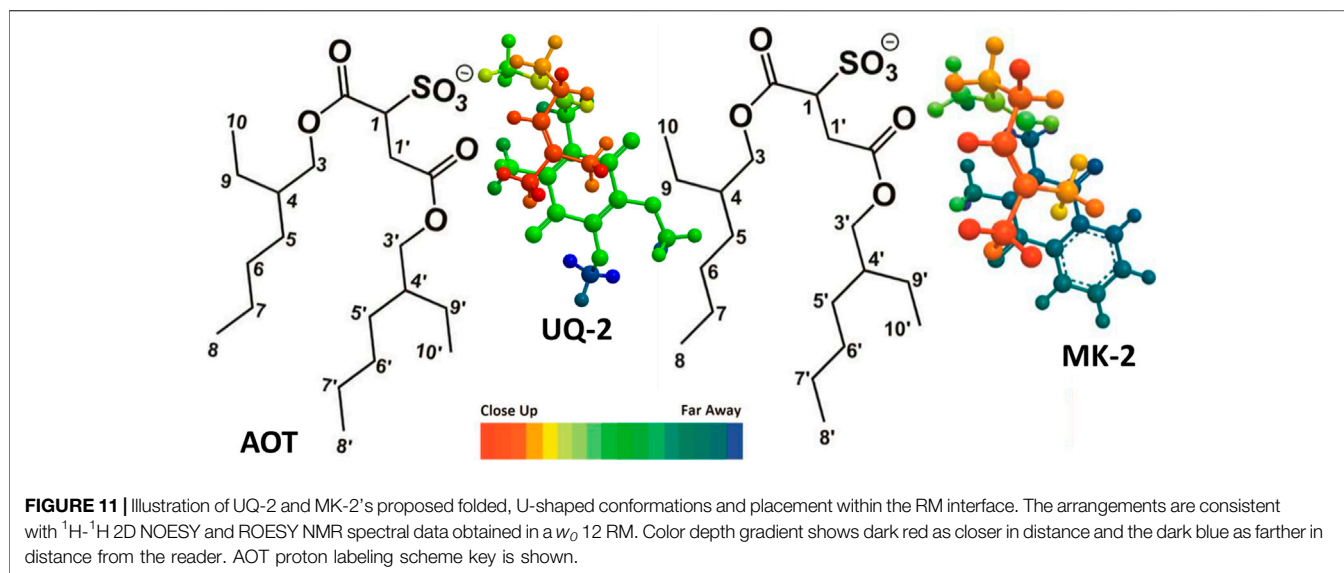 O
⊖
SO3
O
1
1'
O
10
3
9
4
O
3'
5
6
4'
7
5'
9'
8
6'
10'
7'
8'
AOT
UQ-2
O
⊖
SO3
O
1
1'
O
10
3
9
4
O
3'
5
6
4'
7
5'
9'
8
6'
10'
7'
8'
MK-2
Close Up Far Away
FIGURE 11 | Illustration of UQ-2 and MK-2's proposed folded, U-shaped conformations and placement within the RM interface. The arrangements are consistent
with ¹H-¹H 2D NOESY and ROESY NMR spectral data obtained in a w₀ 12 RM. Color depth gradient shows dark red as closer in distance and the dark blue as farther in
distance from the reader. AOT proton labeling scheme key is shown.